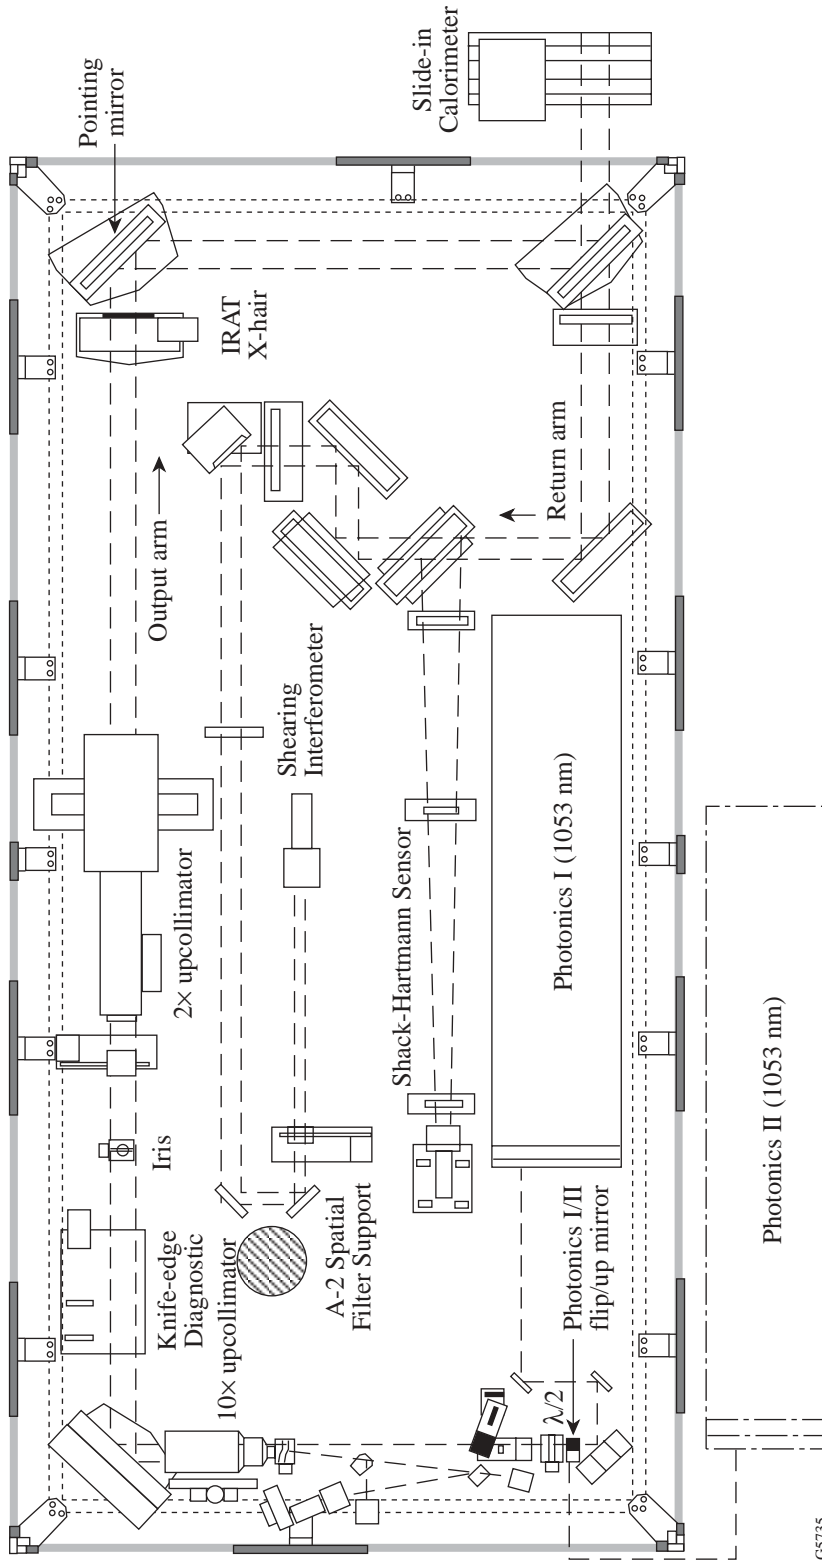 Slide-in
Calorimeter
Pointing
mirror
IRAT
X-hair
Output arm
Return arm
Shearing
Interferometer
2× upcollimator
Shack-Hartmann Sensor
Photonics I (1053 nm)
Iris
Knife-edge
Diagnostic
10× upcollimator
A-2 Spatial
Filter Support
Photonics I/II
flip/up mirror
λ/2
Photonics II (1053 nm)
G5735